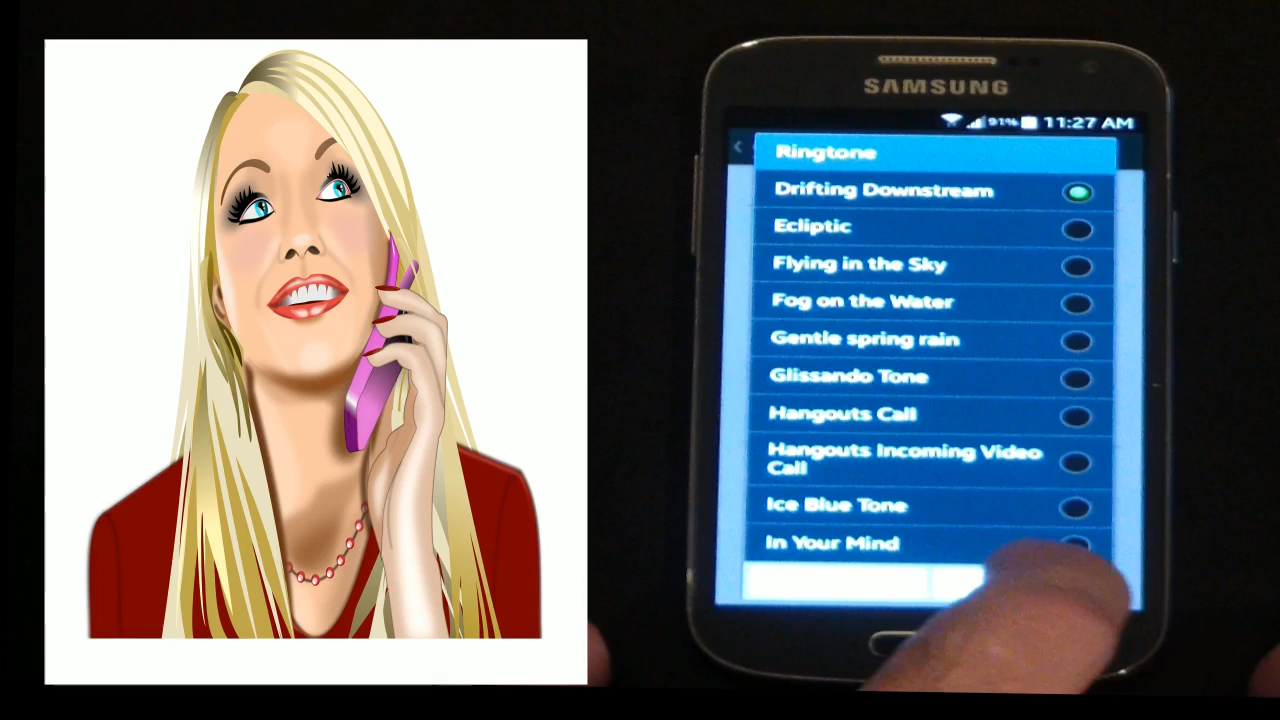 SAMSUNG
91% 11:27 AM
Ringtone
Drifting Downstream
Ecliptic
Flying in the Sky
Fog on the Water
Gentle spring rain
Glissando Tone
Hangouts Call
Hangouts Incoming Video
Call
Ice Blue Tone
In Your Mind